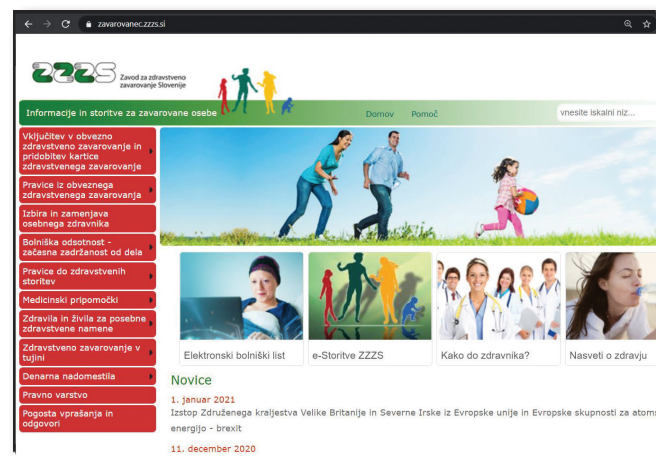 zavarovanec.zzzs.si
ZZZS
Zavod za zdravstveno
zavarovanje Slovenije
Informacije in storitve za zavarovane osebe
Domov
Pomoč
vnesite iskalni niz...
Vključitev v obvezno
zdravstveno zavarovanje in
pridobitev kartice
zdravstvenega zavarovanja
Pravice iz obveznega
zdravstvenega zavarovanja
Izbira in zamenjava
osebnega zdravnika
Bolniška odsotnost -
začasna zadržanost od dela
Pravice do zdravstvenih
storitev
Medicinski pripomočki
Zdravila in živila za posebne
zdravstvene namene
Zdravstveno zavarovanje v
tujini
Denarna nadomestila
Pravno varstvo
Pogosta vprašanja in
odgovori
Elektronski bolniški list
e-Storitve ZZZS
Kako do zdravnika?
Nasveti o zdravju
Novice
1. januar 2021
Izstop Združenega kraljestva Velike Britanije in Severne Irske iz Evropske unije in Evropske skupnosti za atoms
energijo - brexit
11. december 2020